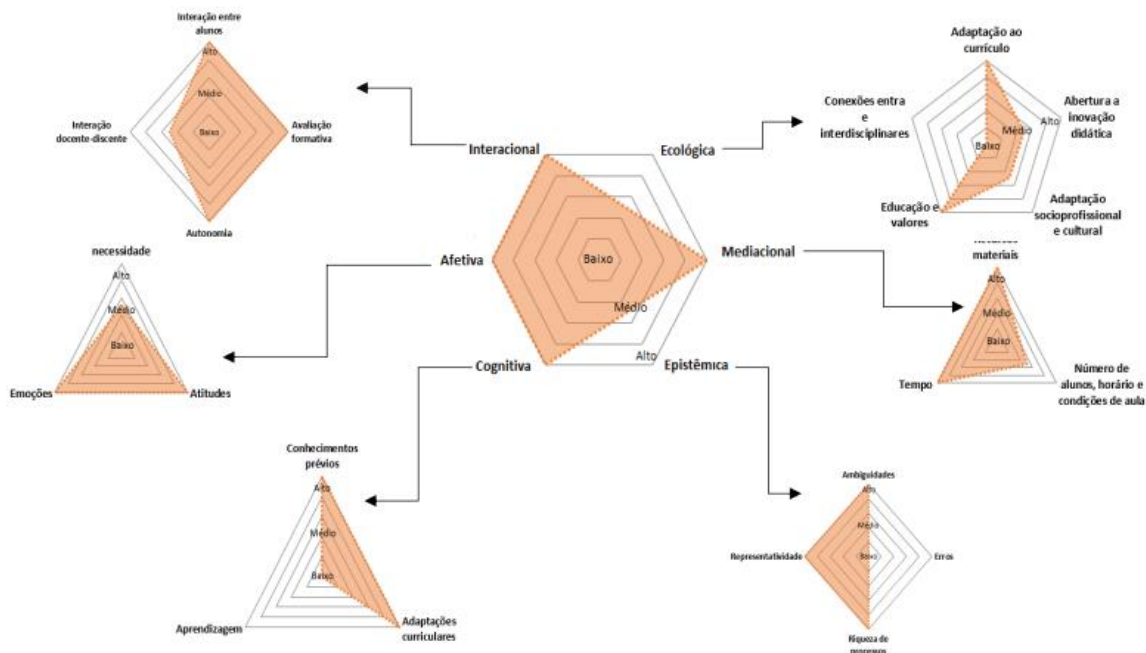 Interação entre
alunos
Alto
Médio
Baixo
Interação
docente-discente
Avaliação
formativa
Autonomia
Adaptação ao
currículo
Conexões entra
e
interdisciplinares
Abertura a
inovação
didática
Alto
Médio
Baixo
Educação e
valores
Adaptação
socioprofissional
e cultural
Interacional
Ecológica
Afetiva
Mediacional
Cognitiva
Epistêmica
Baixo
Médio
Alto
necessidade
Alto
Médio
Baixo
Emoções
Atitudes
materiais
Alto
Médio
Baixo
Tempo
Número de
alunos, horário e
condições de aula
Conhecimentos
prévios
Alto
Médio
Baixo
Aprendizagem
Adaptações
curriculares
Ambiguidades
Alto
Médio
Baixo
Representatividade
Erros
Riqueza de